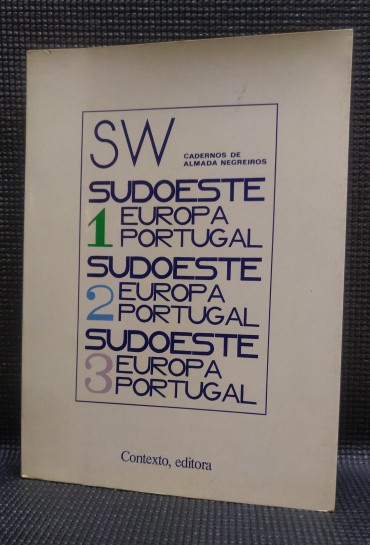 SW
CADERNOS DE
ALMADA NEGREIROS
SUDOESTE
1 EUROPA
PORTUGAL
SUDOESTE
2 EUROPA
PORTUGAL
SUDOESTE
3 EUROPA
PORTUGAL
Contexto, editora